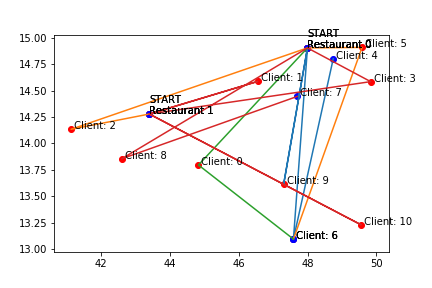 START
Restaurant 0
Client: 5
Client: 4
Client: 1
Client: 3
START
Restaurant 1
Client: 7
Client: 2
Client: 8
Client: 0
Client: 9
Client: 10
Client: 6
15.00
14.75
14.50
14.25
14.00
13.75
13.50
13.25
13.00
42
44
46
48
50